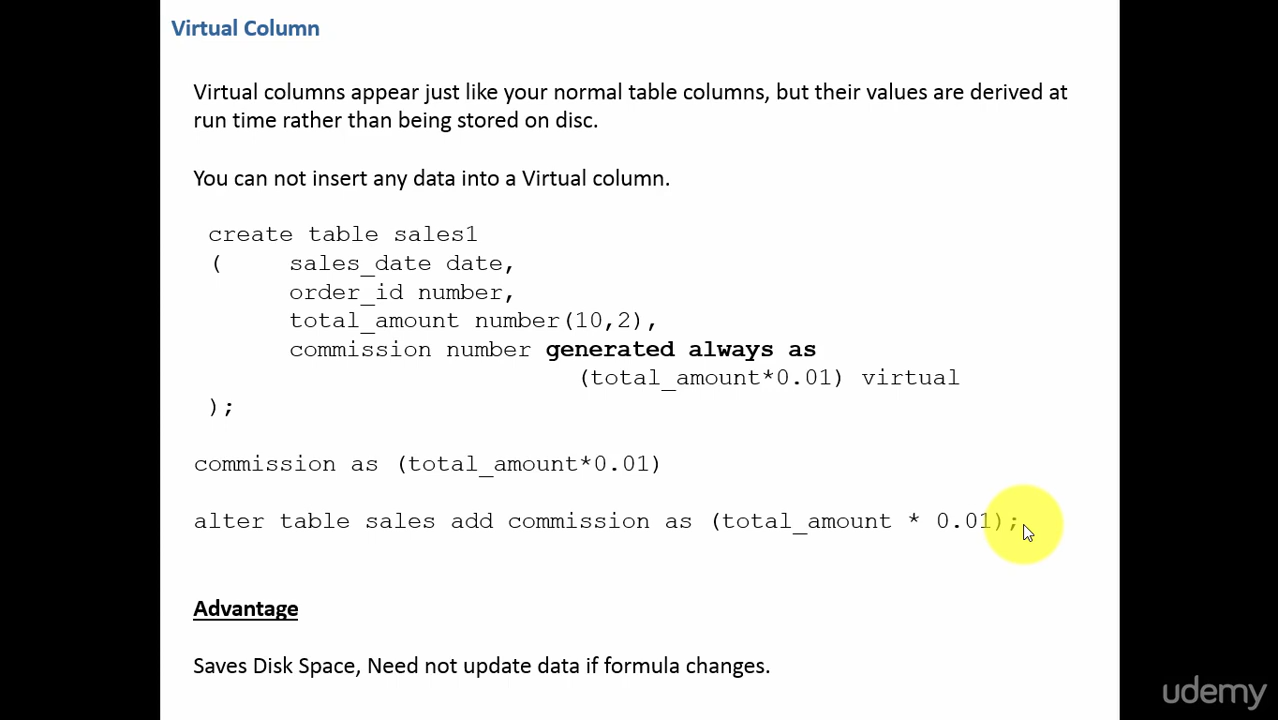 Virtual Column
Virtual columns appear just like your normal table columns, but their values are derived at
run time rather than being stored on disc.
You can not insert any data into a Virtual column.
create table sales1
( sales_date date,
order_id number,
total_amount number(10,2),
commission number generated always as
(total_amount*0.01) virtual
);
commission as (total_amount*0.01)
alter table sales add commission as (total_amount * 0.01);
Advantage
Saves Disk Space, Need not update data if formula changes.
udemy